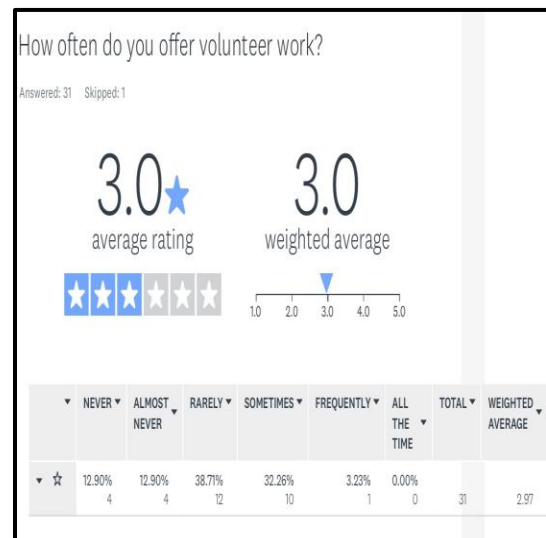 How often do you offer volunteer work?
Answered: 31 Skipped: 1
3.0 3.0
average rating weighted average
1.0 2.0 3.0 4.0 5.0
NEVER ALMOST NEVER RARELY SOMETIMES FREQUENTLY ALL THE TIME TOTAL WEIGHTED AVERAGE
12.90% 12.90% 38.71% 32.26% 3.23% 0.00%
4 4 12 10 1 0 31 2.97